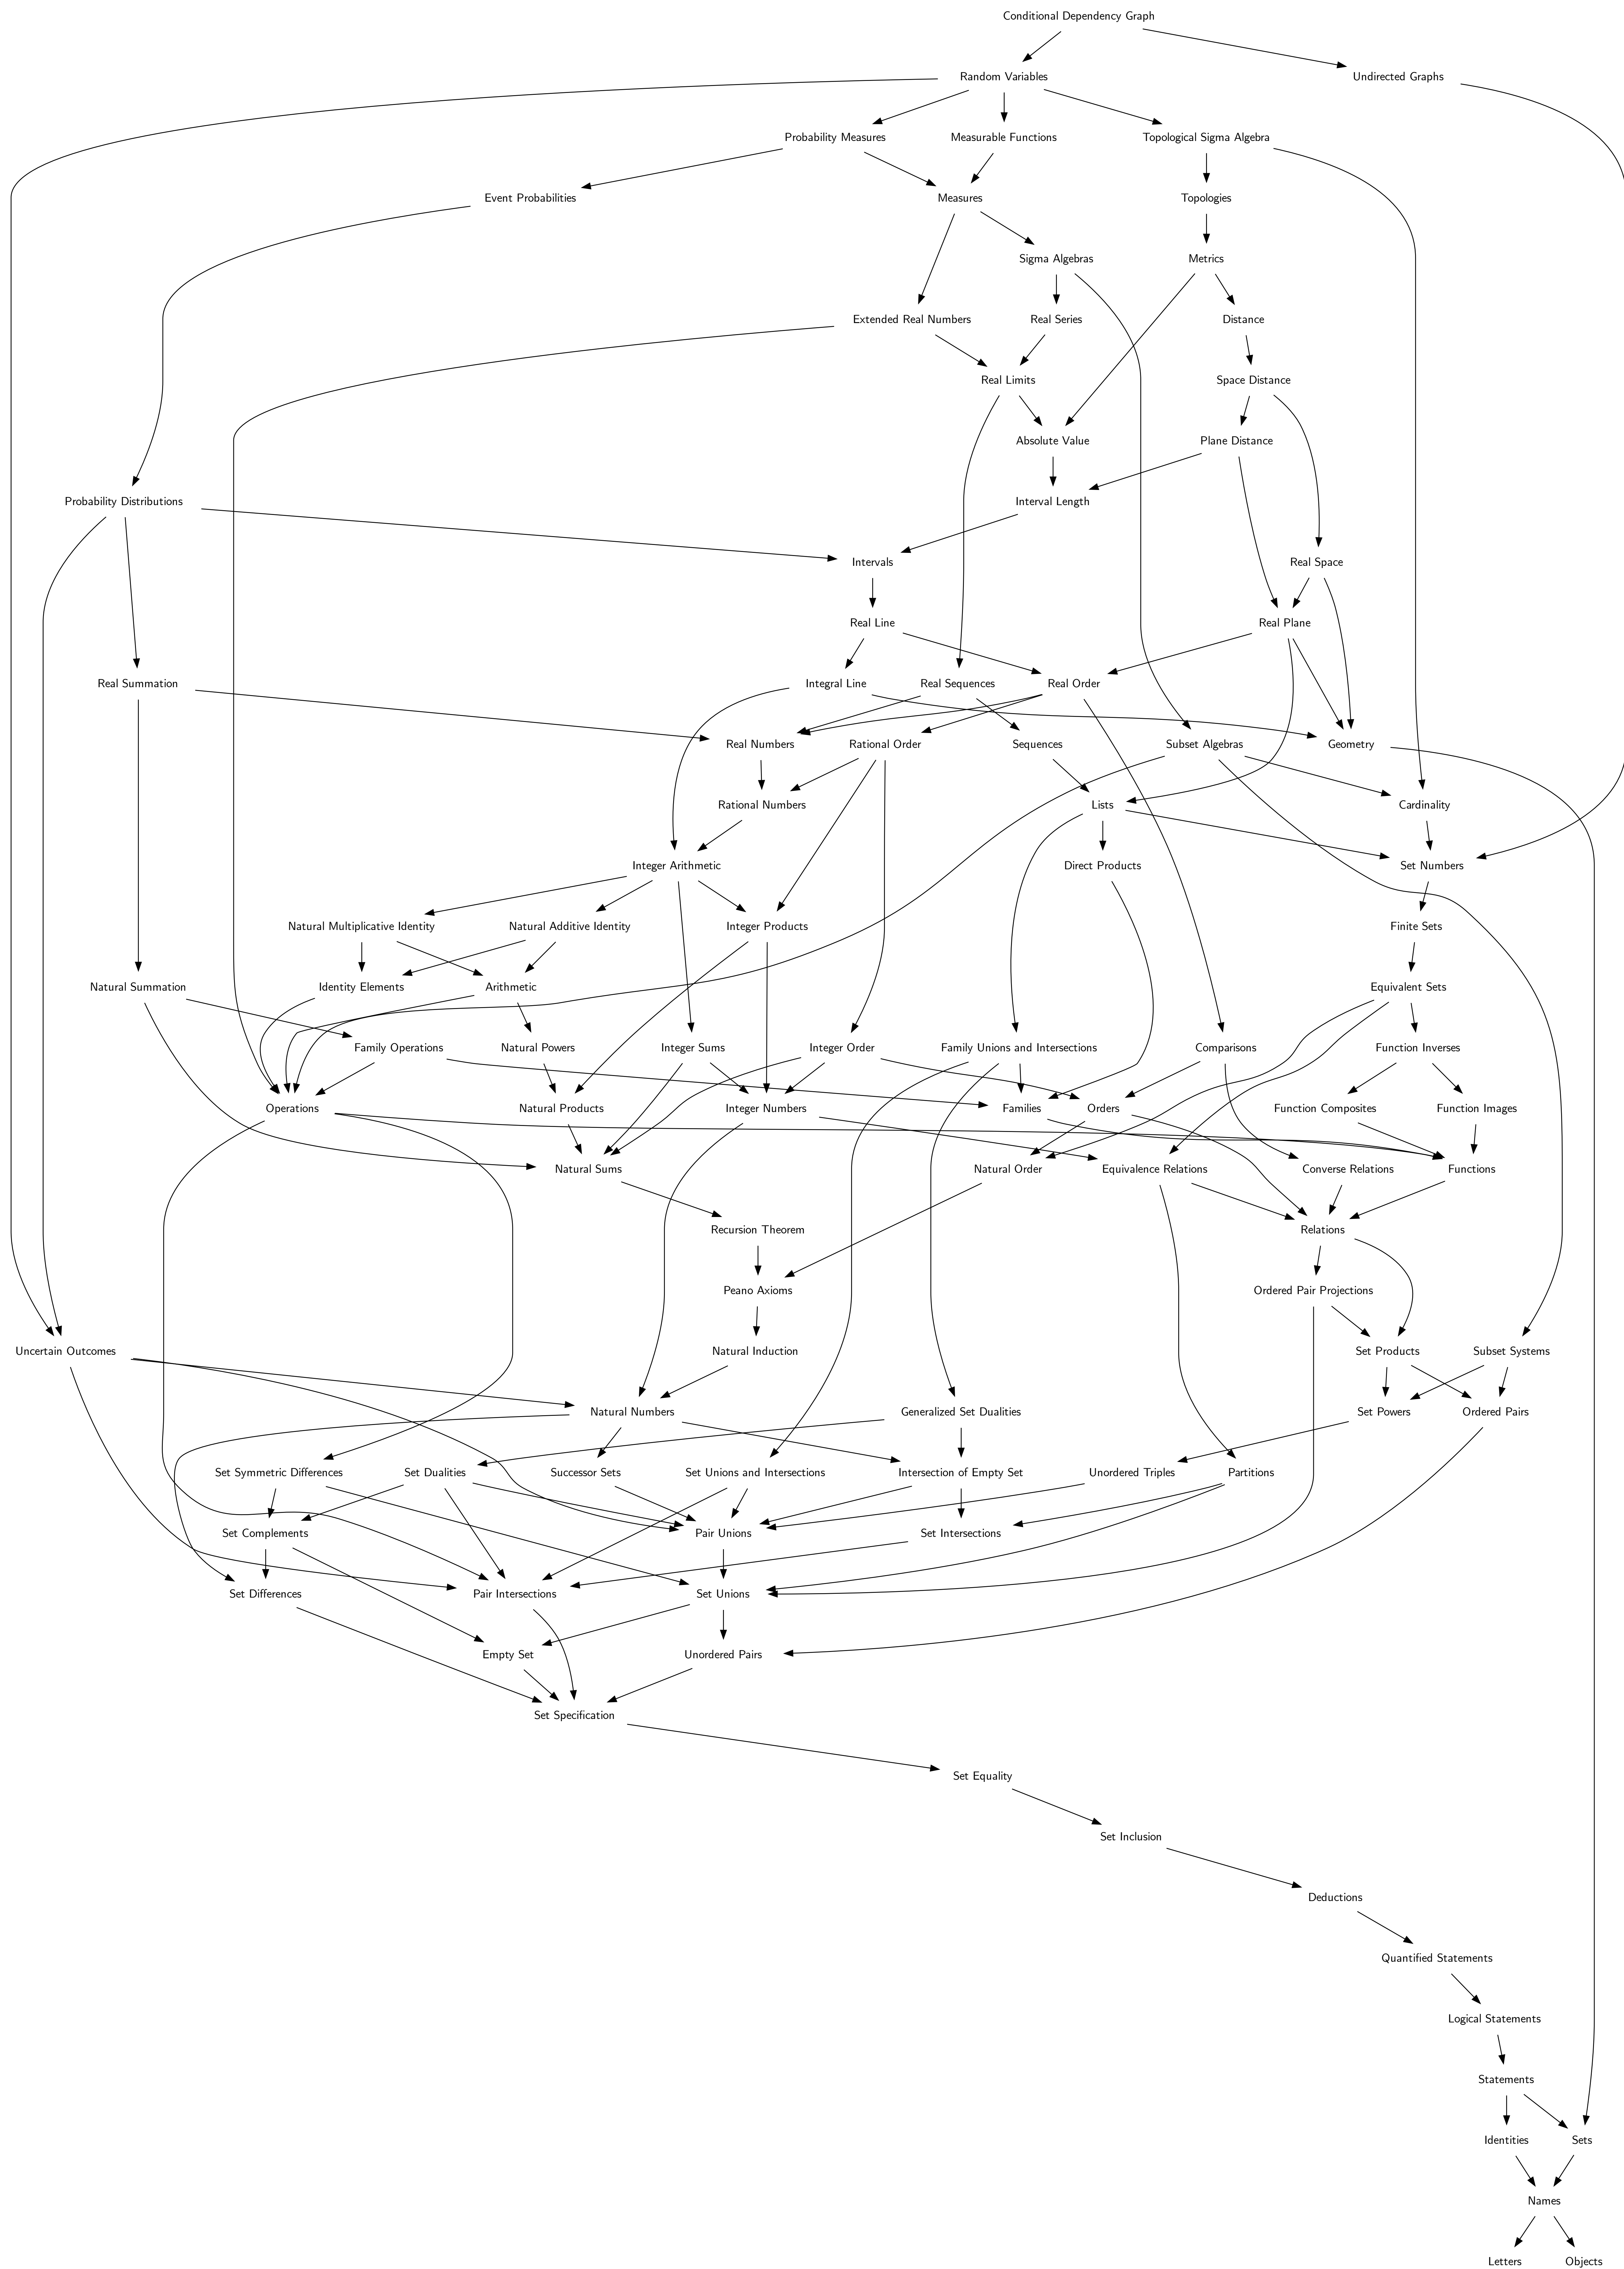 Conditional Dependency Graph
Random Variables
Undirected Graphs
Probability Measures
Measurable Functions
Topological Sigma Algebra
Event Probabilities
Measures
Topologies
Sigma Algebras
Metrics
Extended Real Numbers
Real Series
Distance
Real Limits
Space Distance
Absolute Value
Plane Distance
Probability Distributions
Interval Length
Intervals
Real Space
Real Line
Real Plane
Real Summation
Integral Line
Real Sequences
Real Order
Real Numbers
Rational Order
Sequences
Subset Algebras
Geometry
Rational Numbers
Lists
Cardinality
Integer Arithmetic
Direct Products
Set Numbers
Natural Multiplicative Identity
Natural Additive Identity
Integer Products
Finite Sets
Natural Summation
Identity Elements
Arithmetic
Equivalent Sets
Family Operations
Natural Powers
Integer Sums
Integer Order
Family Unions and Intersections
Comparisons
Function Inverses
Operations
Natural Products
Integer Numbers
Families
Orders
Function Composites
Function Images
Natural Sums
Natural Order
Equivalence Relations
Converse Relations
Functions
Recursion Theorem
Relations
Peano Axioms
Ordered Pair Projections
Uncertain Outcomes
Natural Induction
Set Products
Subset Systems
Natural Numbers
Generalized Set Dualities
Set Powers
Ordered Pairs
Set Symmetric Differences
Set Dualities
Successor Sets
Set Unions and Intersections
Intersection of Empty Set
Unordered Triples
Partitions
Set Complements
Pair Unions
Set Intersections
Set Differences
Pair Intersections
Set Unions
Empty Set
Unordered Pairs
Set Specification
Set Equality
Set Inclusion
Deductions
Quantified Statements
Logical Statements
Statements
Identities
Sets
Names
Letters
Objects